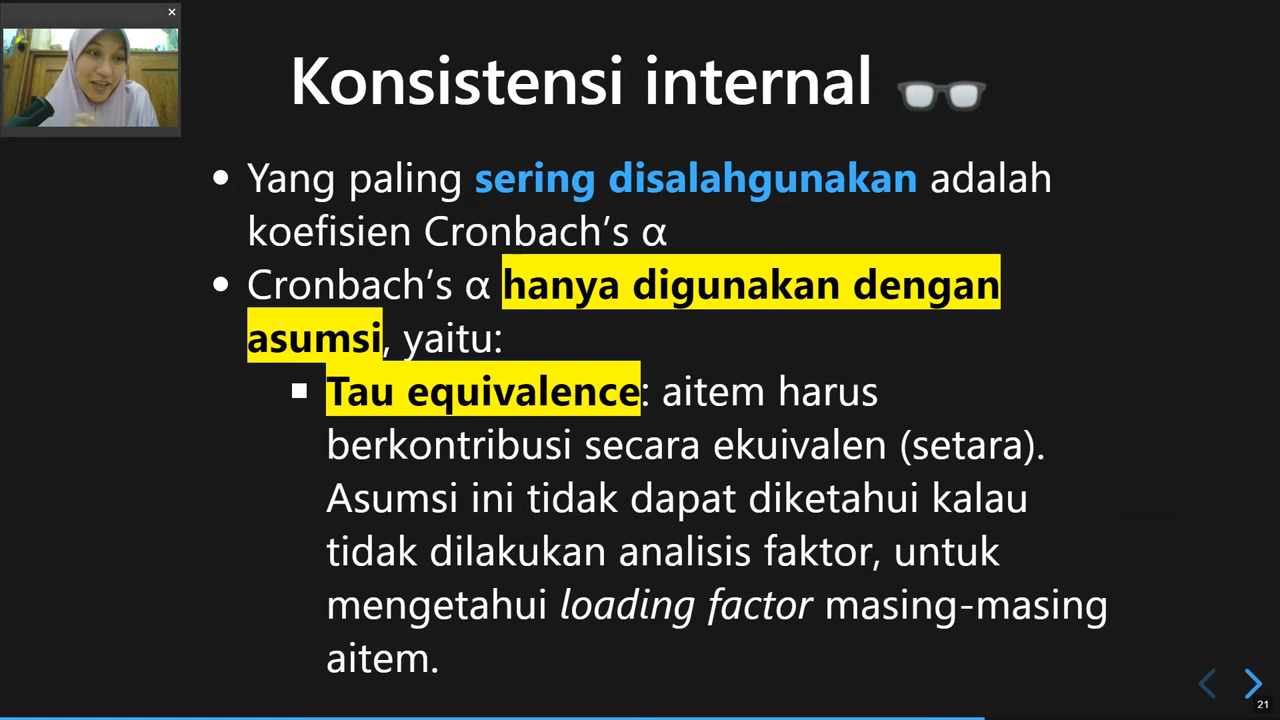 Konsistensi internal
Yang paling sering disalahgunakan adalah
koefisien Cronbach’s α
Cronbach’s α hanya digunakan dengan
asumsi, yaitu:
Tau equivalence: aitem harus
berkontribusi secara ekuivalen (setara).
Asumsi ini tidak dapat diketahui kalau
tidak dilakukan analisis faktor, untuk
mengetahui loading factor masing-masing
aitem.
21